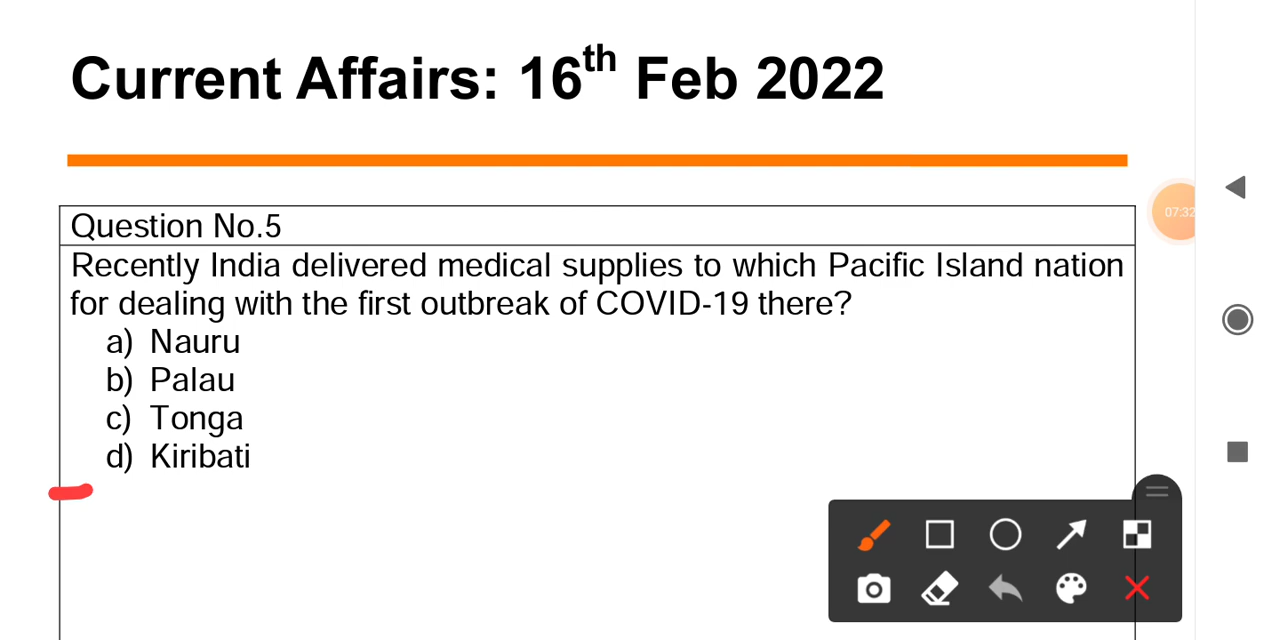 Current Affairs: 16th Feb 2022
07:32
Question No.5
Recently India delivered medical supplies to which Pacific Island nation
for dealing with the first outbreak of COVID-19 there?
a) Nauru
b) Palau
c) Tonga
d) Kiribati